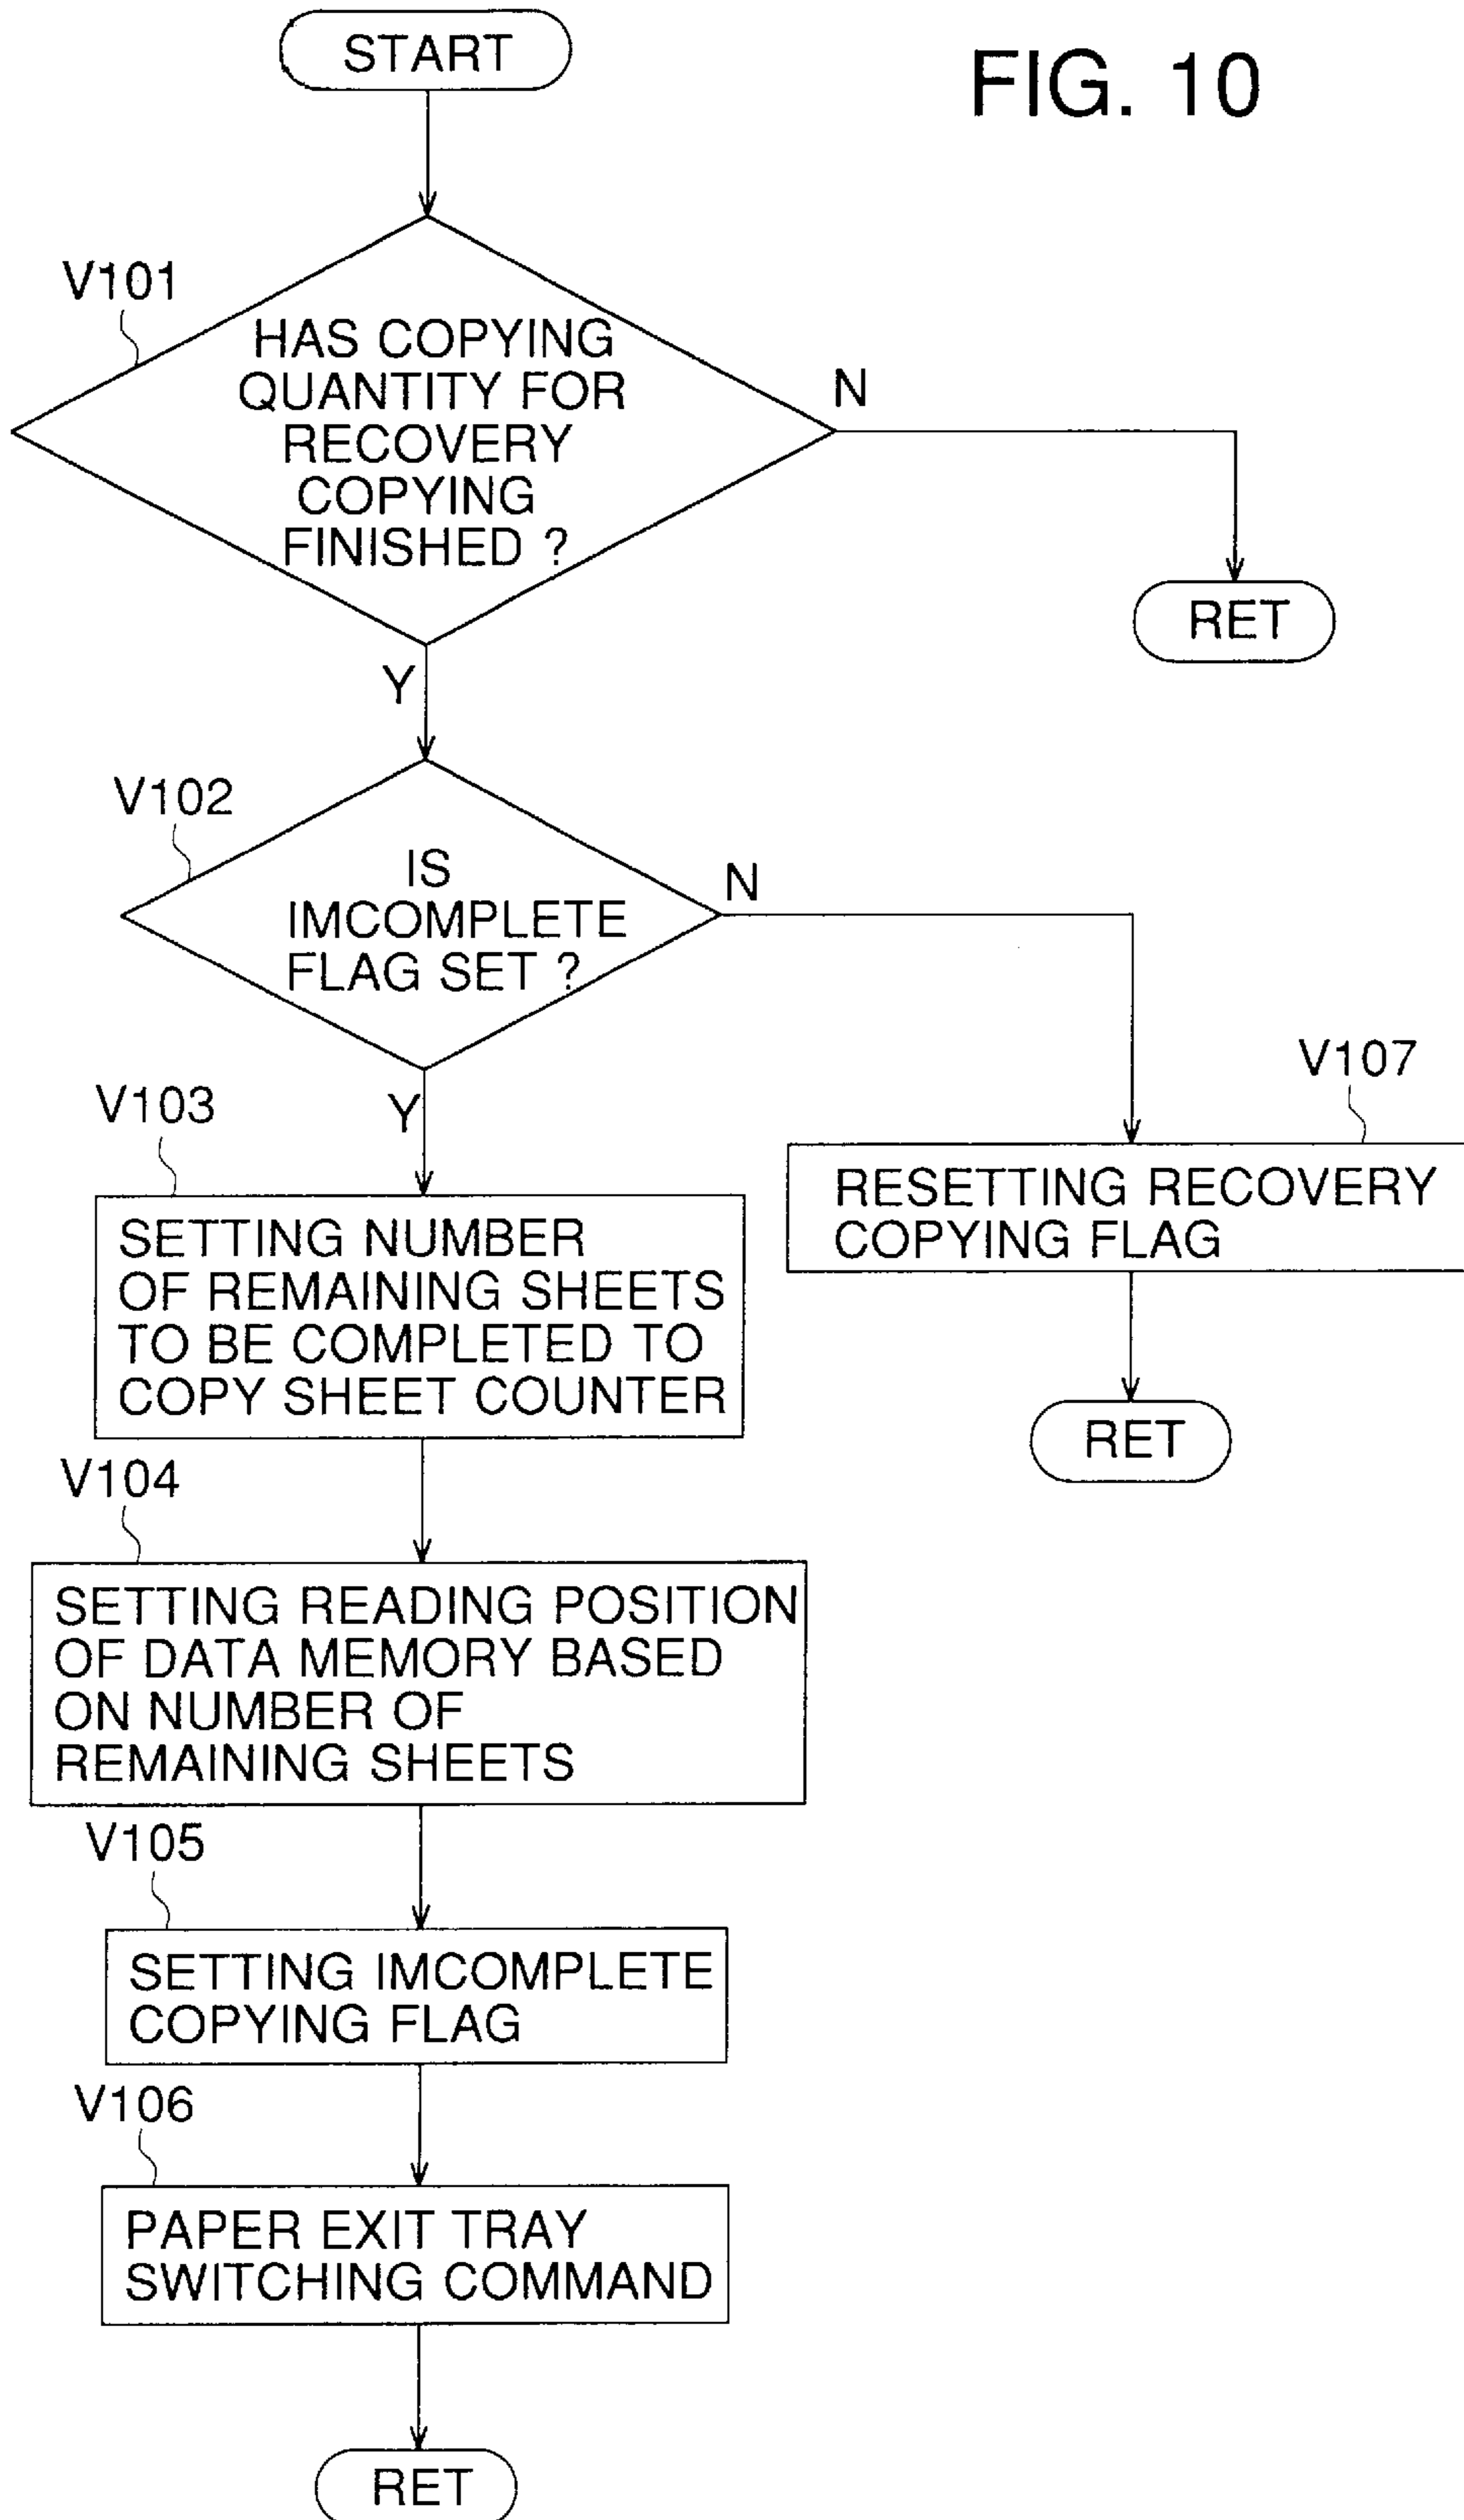 START
FIG. 10
V101
HAS COPYING
QUANTITY FOR
RECOVERY
COPYING
FINISHED ?
N
RET
Y
V102
IS
IMCOMPLETE
FLAG SET ?
N
Y
V107
RESETTING RECOVERY
COPYING FLAG
RET
V103
SETTING NUMBER
OF REMAINING SHEETS
TO BE COMPLETED TO
COPY SHEET COUNTER
V104
SETTING READING POSITION
OF DATA MEMORY BASED
ON NUMBER OF
REMAINING SHEETS
V105
SETTING IMCOMPLETE
COPYING FLAG
V106
PAPER EXIT TRAY
SWITCHING COMMAND
RET